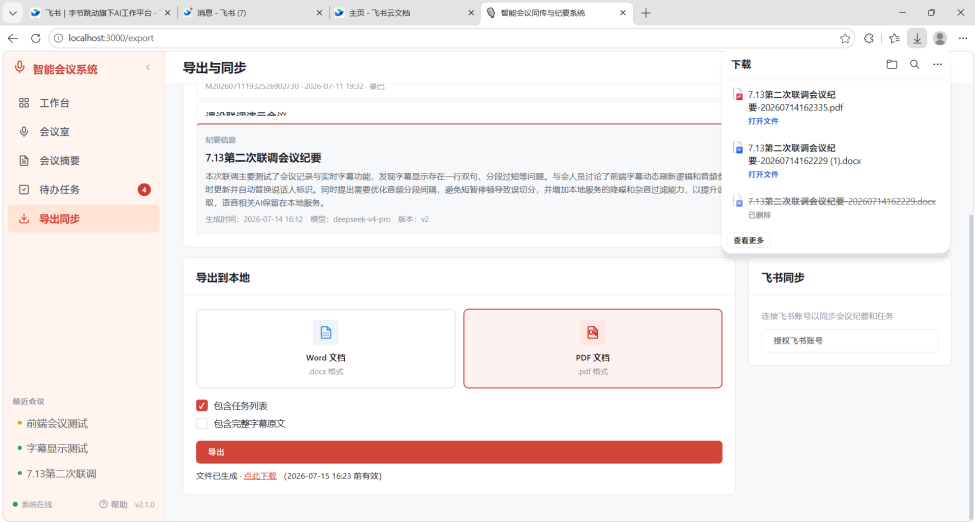 飞书 | 字节跳动旗下AI工作平台 -
消息 - 飞书 (7)
主页 - 飞书云文档
智能会议同传与纪要系统
localhost:3000/export
智能会议系统
工作台
会议室
会议摘要
待办任务
4
导出同步
最近会议
前端会议测试
字幕显示测试
7.13第二次联调
系统在线
帮助
v2.1.0
导出与同步
M20260711193252690273​0 · 2026-07-11 19:32 · 曼巴
纪要信息
7.13第二次联调会议纪要
本次联调主要测试了会议记录与实时字幕功能，发现字幕显示存在一行双句、分段过短等问题。与会人员讨论了前端字幕动态刷新逻辑和音频
时更新并自动替换说话人标识。同时提出需要优化音频分段间隔，避免短暂停顿导致误切分，并增加本地服务的降噪和杂音过滤能力，以提升
取，语音相关AI保留在本地服务。
生成时间：2026-07-14 16:12 模型：deepseek-v4-pro 版本：v2
导出到本地
Word 文档
.docx 格式
PDF 文档
.pdf 格式
包含任务列表
包含完整字幕原文
导出
文件已生成 · 点此下载 (2026-07-15 16:23 前有效)
下载
7.13第二次联调会议纪
要-20260714162335.pdf
打开文件
7.13第二次联调会议纪
要-20260714162229 (1).docx
打开文件
7.13第二次联调会议纪要-20260714162229.docx
已删除
查看更多
飞书同步
连接飞书账号以同步会议纪要和任务
授权飞书账号